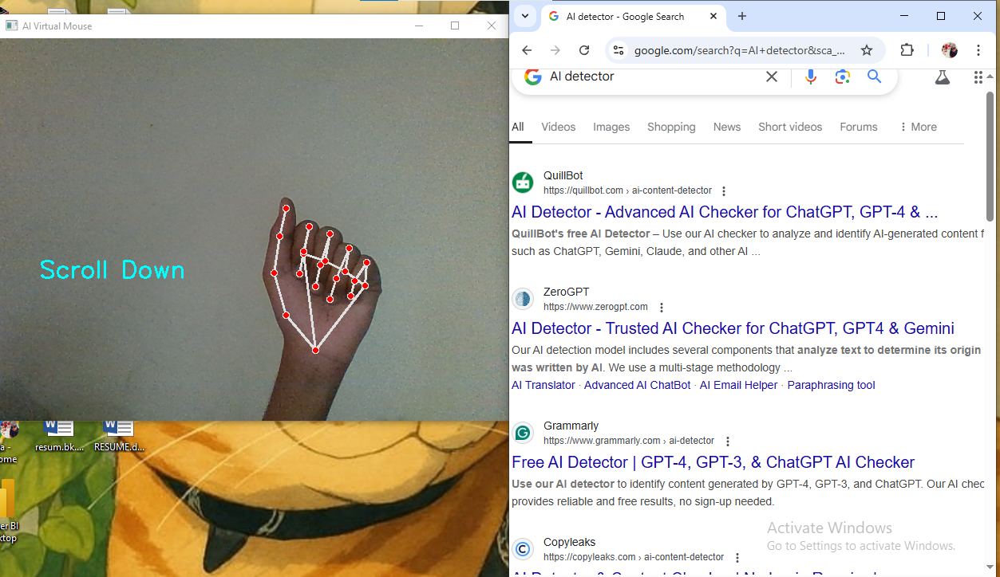 AI Virtual Mouse
Scroll Down
resum.bk....
RESUME.d...
AI detector - Google Search
google.com/search?q=AI+detector&sca_...
AI detector
All Videos Images Shopping News Short videos Forums More
QuillBot
https://quillbot.com › ai-content-detector
AI Detector - Advanced AI Checker for ChatGPT, GPT-4 & ...
QuillBot's free AI Detector – Use our AI checker to analyze and identify AI-generated content f
such as ChatGPT, Gemini, Claude, and other AI ...
ZeroGPT
https://www.zerogpt.com
AI Detector - Trusted AI Checker for ChatGPT, GPT4 & Gemini
Our AI detection model includes several components that analyze text to determine its origin
was written by AI. We use a multi-stage methodology ...
AI Translator · Advanced AI ChatBot · AI Email Helper · Paraphrasing tool
Grammarly
https://www.grammarly.com › ai-detector
Free AI Detector | GPT-4, GPT-3, & ChatGPT AI Checker
Use our AI detector to identify content generated by GPT-4, GPT-3, and ChatGPT. Our AI chec
provides reliable and free results, no sign-up needed.
Copyleaks
https://copyleaks.com › ai-content-detector
Activate Windows
Go to Settings to activate Windows.